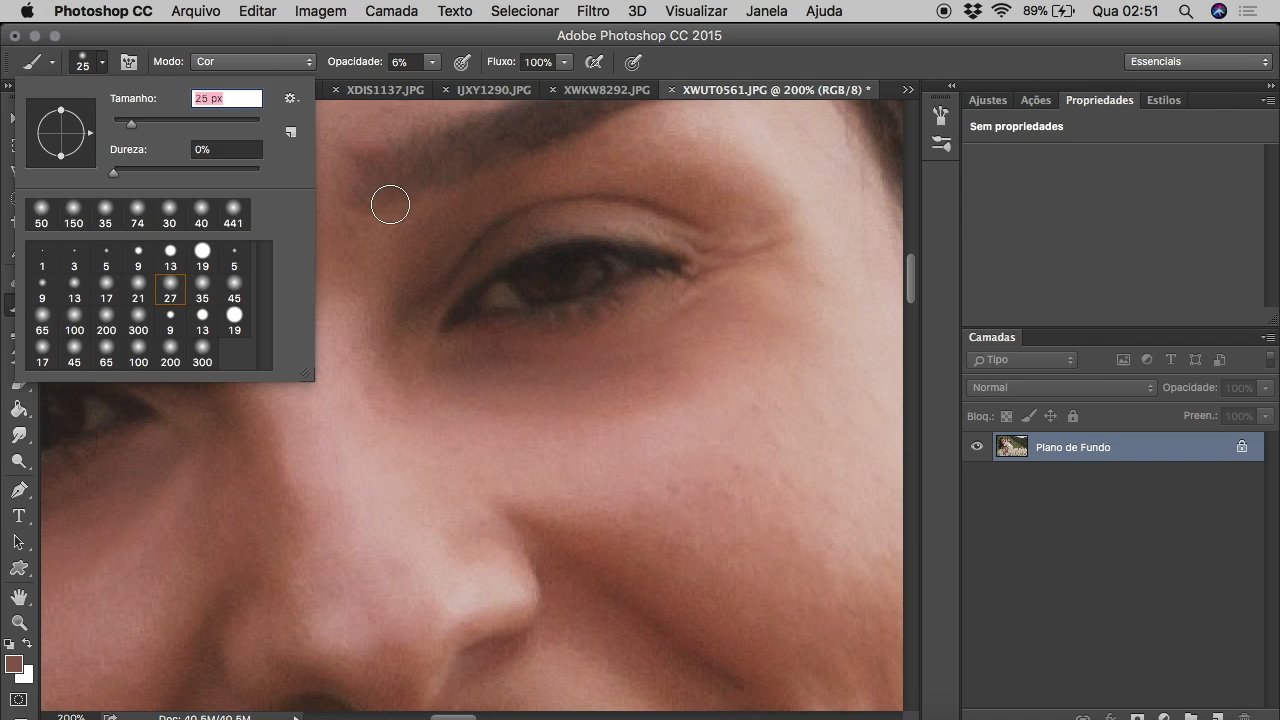 Photoshop CC Arquivo Editar Imagem Camada Texto Selecionar Filtro 3D Visualizar Janela Ajuda 89% Qua 02:51
Adobe Photoshop CC 2015
25 Modo: Cor Opacidade: 6% Fluxo: 100% Essenciais
XDIS1137.JPG IJXY1290.JPG XWKW8292.JPG XWUT0561.JPG @ 200% (RGB/8) *
Tamanho: 25 px
Dureza: 0%
50 150 35 74 30 40 441
1 3 5 9 13 19 5
9 13 17 21 27 35 45
65 100 200 300 9 13 19
17 45 65 100 200 300
Ajustes Ações Propriedades Estilos
Sem propriedades
Camadas
Tipo
Normal Opacidade: 100%
Bloq.: Preen.: 100%
Plano de Fundo
200% Doc: 40,5M/40,5M